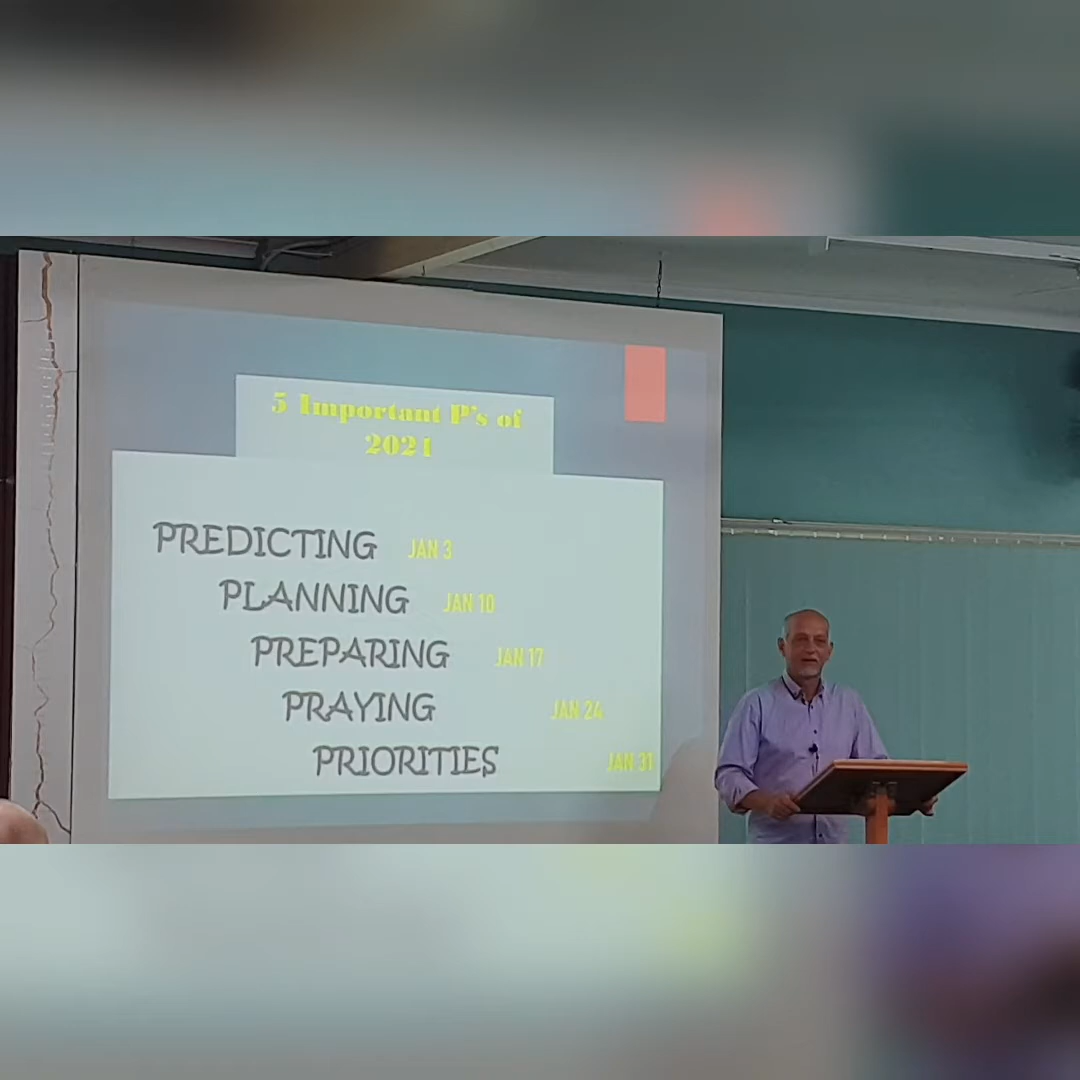 5 Important P's of
2021
PREDICTING JAN 3
PLANNING JAN 10
PREPARING JAN 17
PRAYING JAN 24
PRIORITIES JAN 31